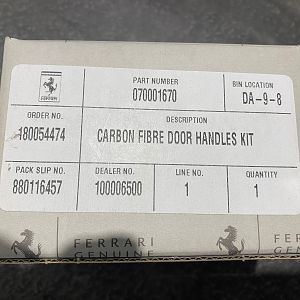 PART NUMBER
BIN LOCATION
FERRARI
070001670
DA-9-8
ORDER NO.
DESCRIPTION
180054474
CARBON FIBRE DOOR HANDLES KIT
PACK SLIP NO.
DEALER NO.
LINE NO.
QUANTITY
880116457
100006500
1
1
FERRARI
GENUINE